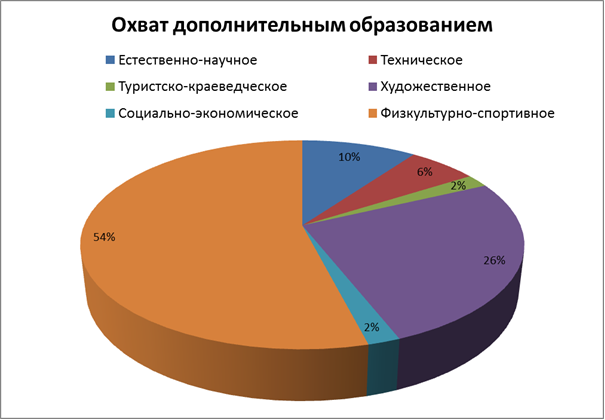 Охват дополнительным образованием
Естественно-научное
Техническое
Туристско-краеведческое
Художественное
Социально-экономическое
Физкультурно-спортивное
10%
6%
2%
26%
2%
54%